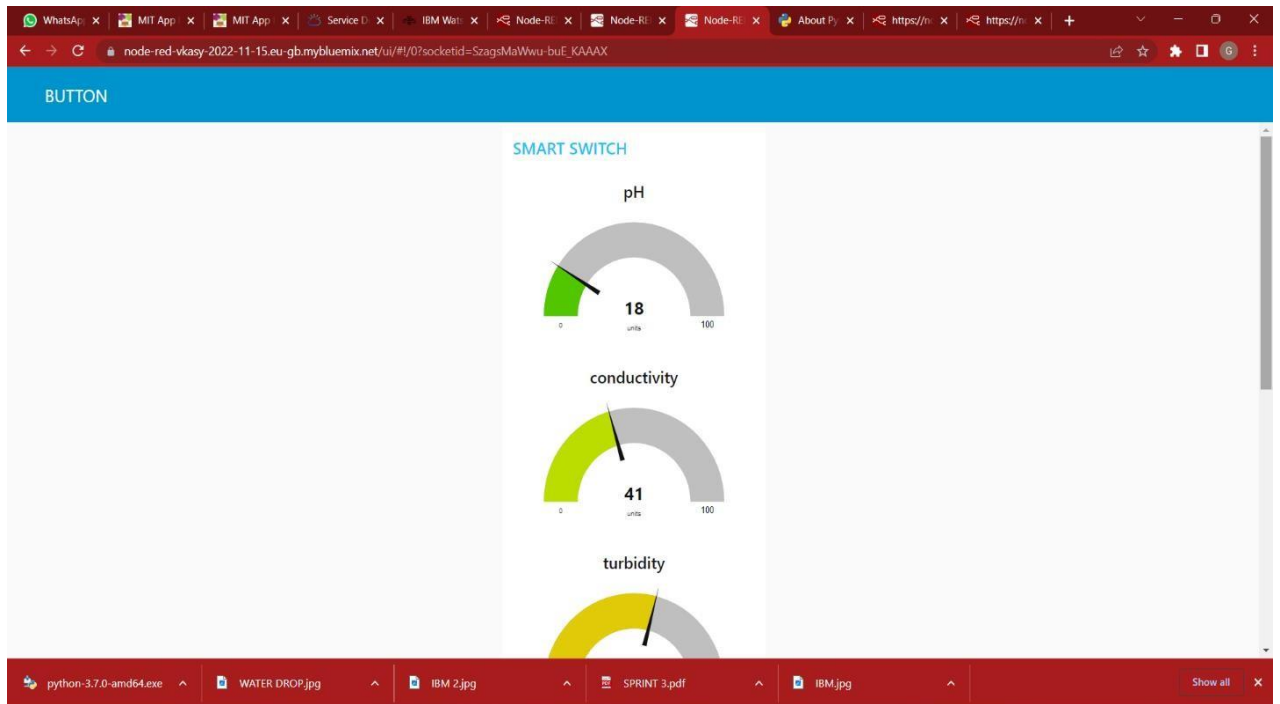 WhatsAp
MIT App
MIT App
Service D
IBM Wats
Node-RE
Node-RE
Node-RE
About Py
https://n
https://n
node-red-vkasy-2022-11-15.eu-gb.mybluemix.net/ui/#!/0?socketid=SzagsMaWwu-buE_KAAAX
G
BUTTON
SMART SWITCH
pH
18
units
0
100
conductivity
41
units
0
100
turbidity
python-3.7.0-amd64.exe
WATER DROP.jpg
IBM 2.jpg
SPRINT 3.pdf
IBM.jpg
Show all